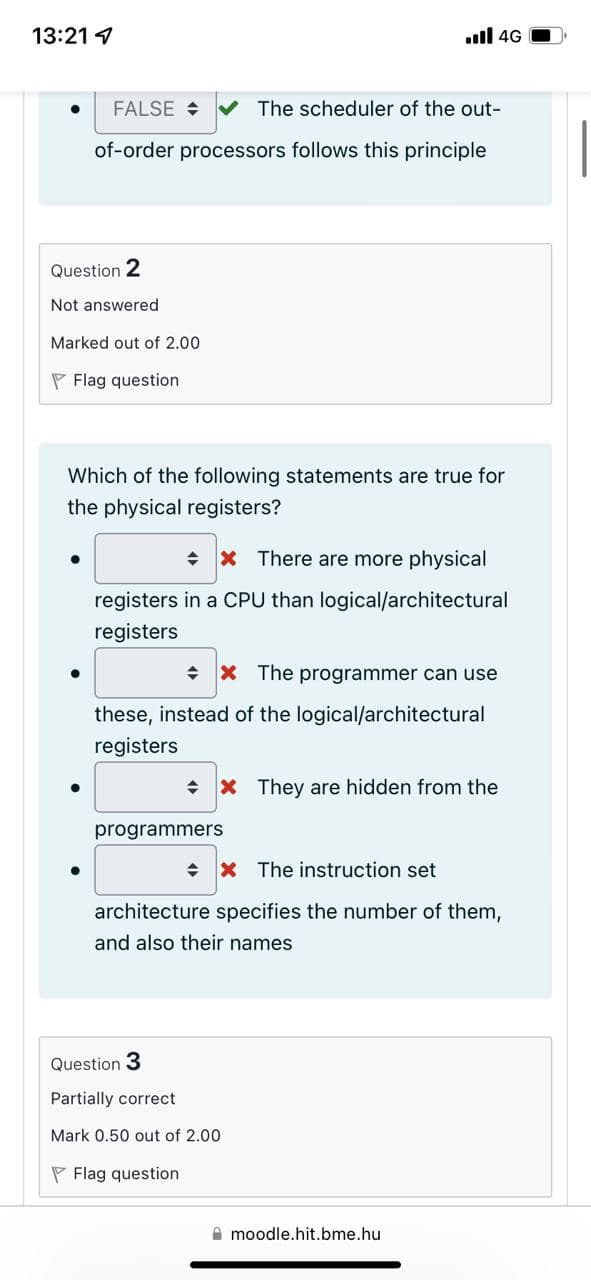 13:21 4G
FALSE The scheduler of the out-
of-order processors follows this principle
Question 2
Not answered
Marked out of 2.00
Flag question
Which of the following statements are true for
the physical registers?
There are more physical
registers in a CPU than logical/architectural
registers
The programmer can use
these, instead of the logical/architectural
registers
They are hidden from the
programmers
The instruction set
architecture specifies the number of them,
and also their names
Question 3
Partially correct
Mark 0.50 out of 2.00
Flag question
moodle.hit.bme.hu